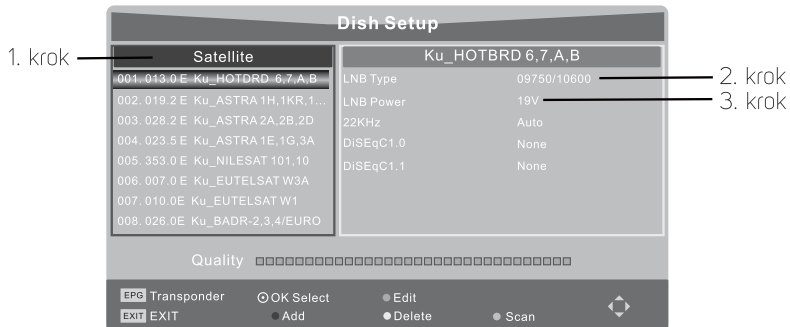 Dish Setup
1. krok
Satellite
001. 013.0 E Ku_HOTDRD 6,7,A,B
002. 019.2 E Ku_ASTRA 1H,1KR,1...
003. 028.2 E Ku_ASTRA 2A,2B,2D
004. 023.5 E Ku_ASTRA 1E,1G,3A
005. 353.0 E Ku_NILESAT 101,10
006. 007.0 E Ku_EUTELSAT W3A
007. 010.0E Ku_EUTELSAT W1
008. 026.0E Ku_BADR-2,3,4/EURO
Ku_HOTBRD 6,7,A,B
LNB Type 09750/10600 2. krok
LNB Power 19V 3. krok
22KHz Auto
DiSEqC1.0 None
DiSEqC1.1 None
Quality
EPG Transponder OK Select Edit
EXIT EXIT Add Delete Scan